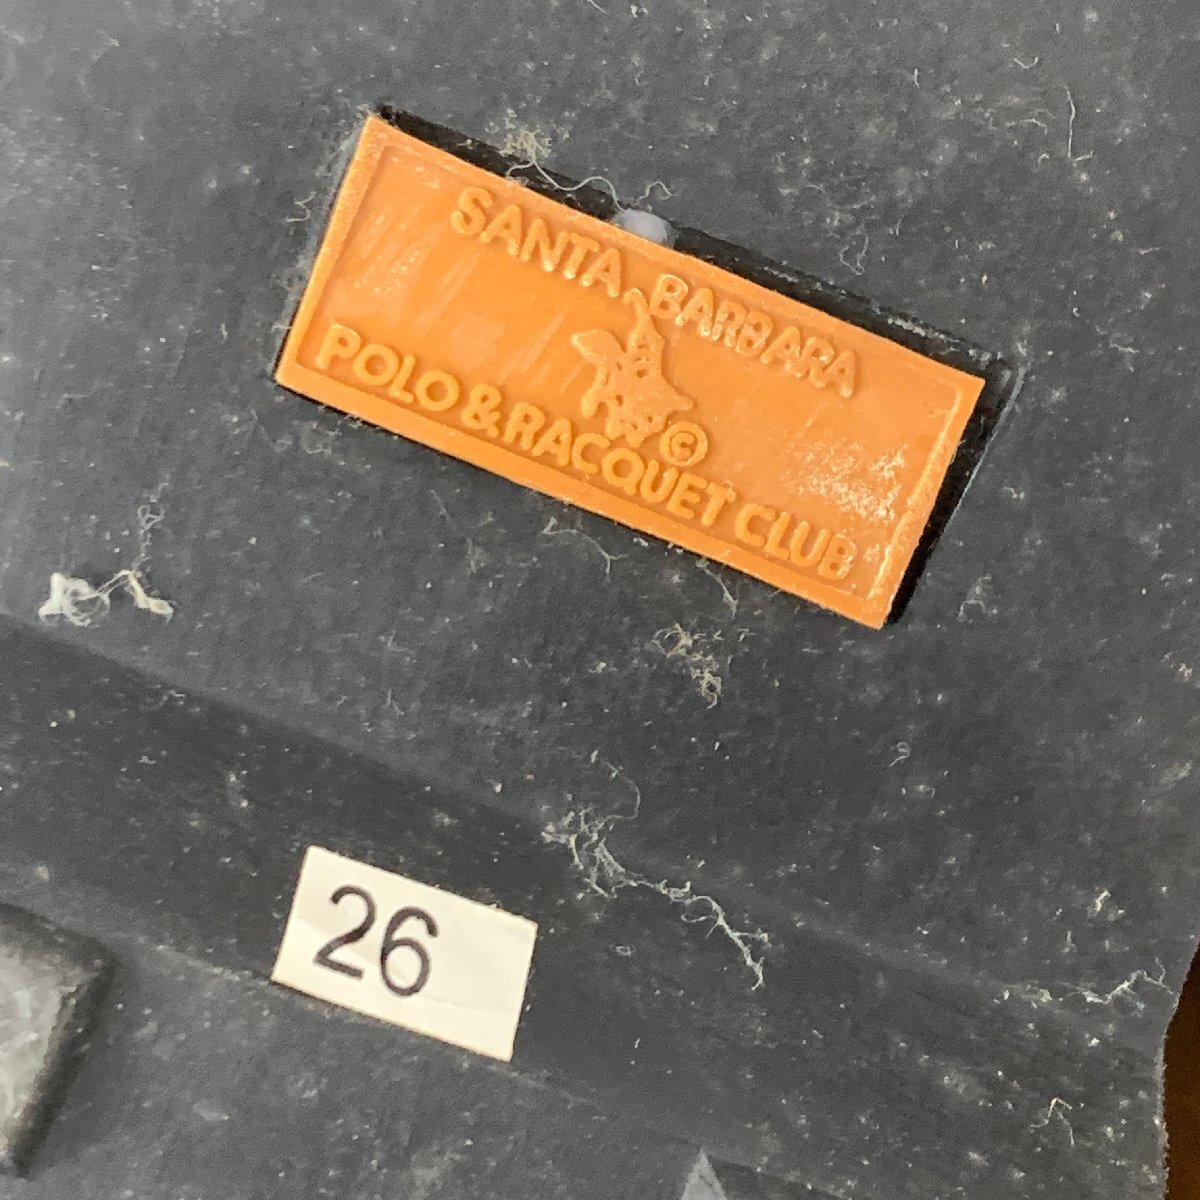 SANTA BARBARA
©
POLO & RACQUET CLUB
26